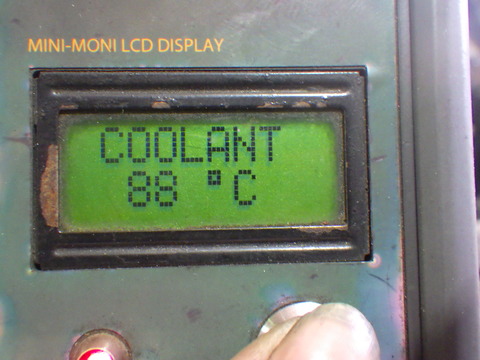 MINI-MONI LCD DISPLAY
COOLANT
88 °C